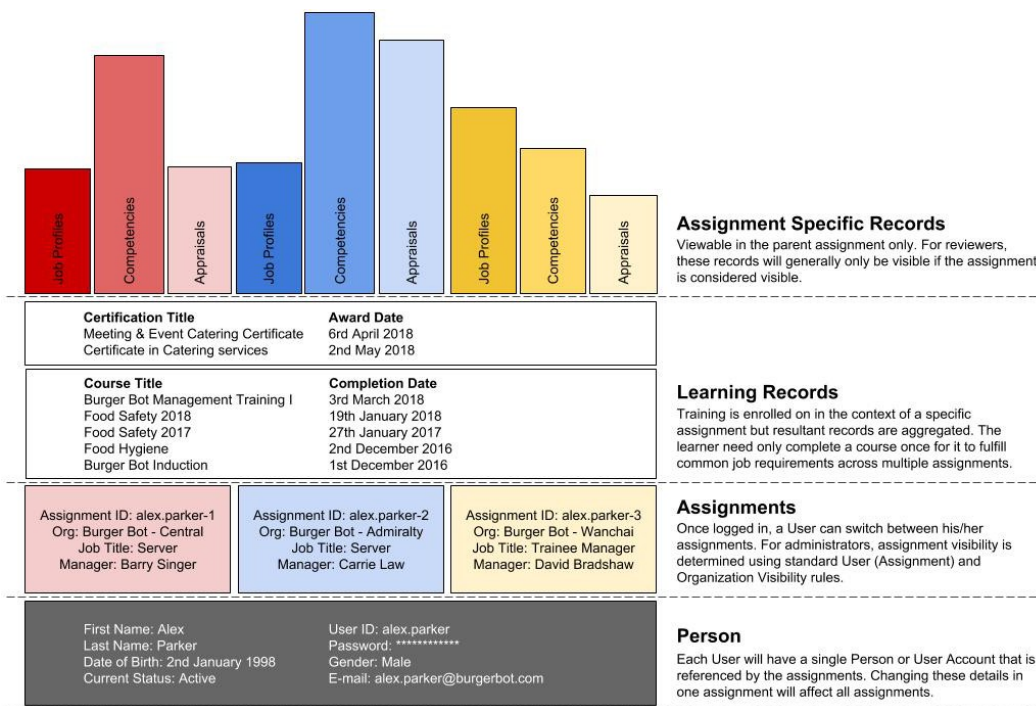 Job Profiles
Competencies
Appraisals
Job Profiles
Competencies
Appraisals
Job Profiles
Competencies
Appraisals
Assignment Specific Records
Viewable in the parent assignment only. For reviewers,
these records will generally only be visible if the assignment
is considered visible.
Certification Title Award Date
Meeting & Event Catering Certificate 6rd April 2018
Certificate in Catering services 2nd May 2018
Course Title Completion Date
Burger Bot Management Training I 3rd March 2018
Food Safety 2018 19th January 2018
Food Safety 2017 27th January 2017
Food Hygiene 2nd December 2016
Burger Bot Induction 1st December 2016
Learning Records
Training is enrolled on in the context of a specific
assignment but resultant records are aggregated. The
learner need only complete a course once for it to fulfill
common job requirements across multiple assignments.
Assignment ID: alex.parker-1
Org: Burger Bot - Central
Job Title: Server
Manager: Barry Singer
Assignment ID: alex.parker-2
Org: Burger Bot - Admiralty
Job Title: Server
Manager: Carrie Law
Assignment ID: alex.parker-3
Org: Burger Bot - Wanchai
Job Title: Trainee Manager
Manager: David Bradshaw
Assignments
Once logged in, a User can switch between his/her
assignments. For administrators, assignment visibility is
determined using standard User (Assignment) and
Organization Visibility rules.
First Name: Alex
Last Name: Parker
Date of Birth: 2nd January 1998
Current Status: Active
User ID: alex.parker
Password: ************
Gender: Male
E-mail: alex.parker@burgerbot.com
Person
Each User will have a single Person or User Account that is
referenced by the assignments. Changing these details in
one assignment will affect all assignments.